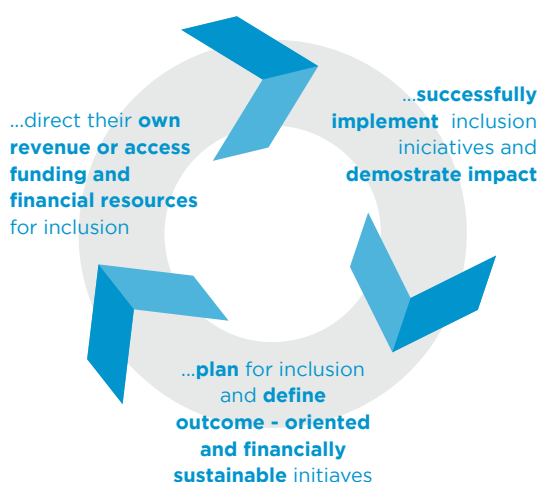 ...direct their own
revenue or access
funding and
financial resources
for inclusion
...successfully
implement inclusion
iniciatives and
demostrate impact
...plan for inclusion
and define
outcome - oriented
and financially
sustainable initiaves